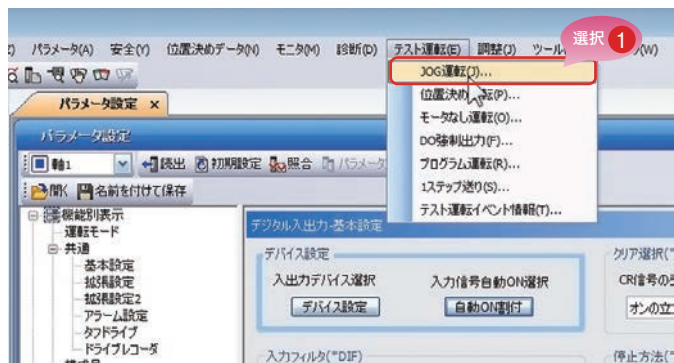 パラメータ(A) 安全(Y) 位置決めデータ(N) モニタ(M) 診断(D) テスト運転(E) 調整(J) ツール (W)
選択 1
JOG運転(J)...
位置決め運転(P)...
モータなし運転(O)...
DO強制出力(F)...
プログラム運転(R)...
1ステップ送り(S)...
テスト運転イベント情報(T)...
パラメータ設定 ×
パラメータ設定
軸1 読出 初期設定 照合 パラメータ
開く 名前を付けて保存
機能別表示
運転モード
共通
基本設定
拡張設定
拡張設定2
アラーム設定
タフドライブ
ドライブレコーダ
デジタル入出力-基本設定
デバイス設定
入出力デバイス選択 入力信号自動ON選択
デバイス設定 自動ON割付
入力フィルタ(*DIF)
クリア選択(*
CR信号の
オンの立
停止方法(*